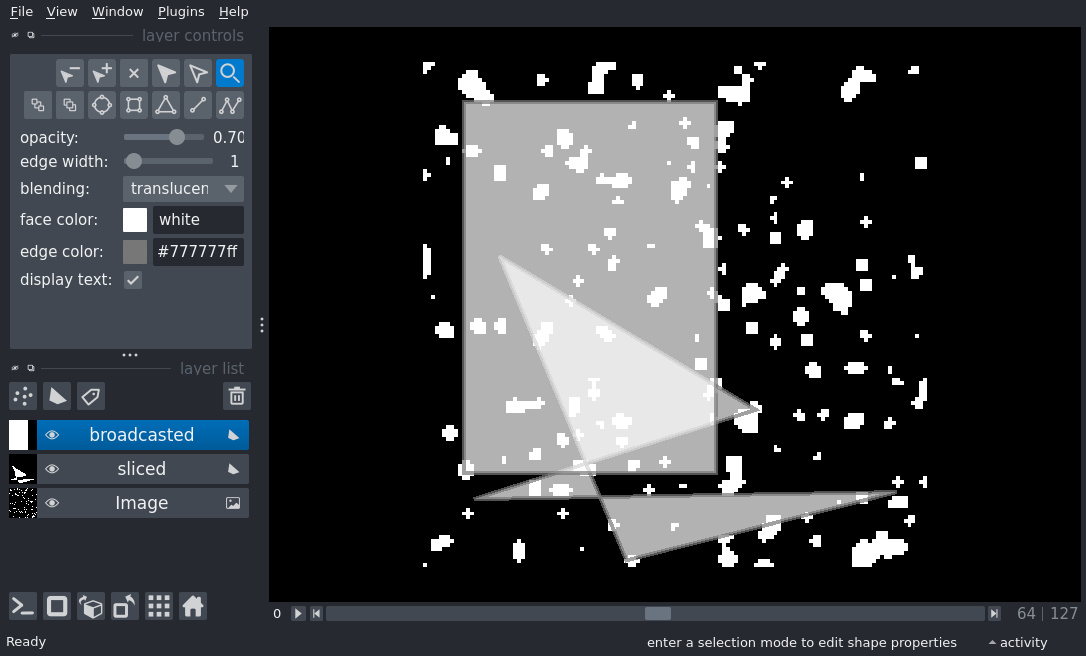 File View Window Plugins Help
layer controls
opacity: 0.70
edge width: 1
blending: translucen
face color: white
edge color: #777777ff
display text:
layer list
broadcasted
sliced
Image
0 64 | 127
Ready enter a selection mode to edit shape properties activity